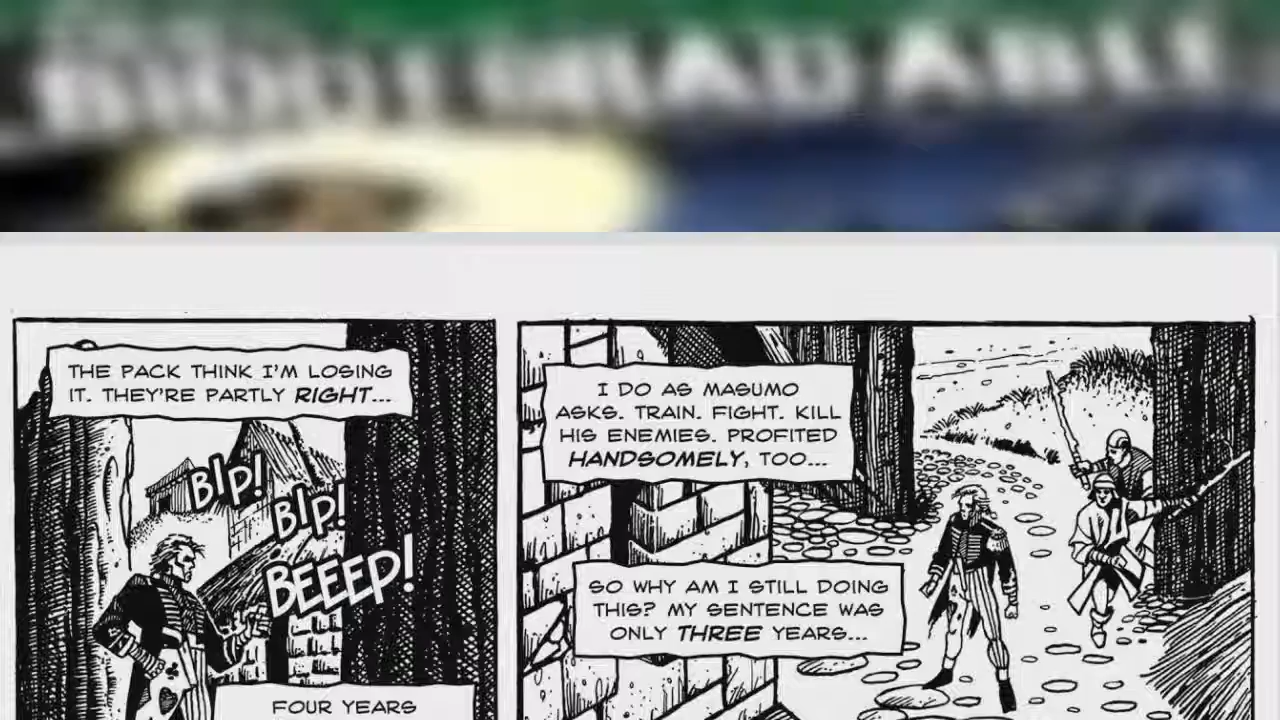 THE PACK THINK I'M LOSING
IT. THEY'RE PARTLY RIGHT...
BIP!
BIP!
BEEEP!
FOUR YEARS
I DO AS MASUMO
ASKS. TRAIN. FIGHT. KILL
HIS ENEMIES. PROFITED
HANDSOMELY, TOO...
SO WHY AM I STILL DOING
THIS? MY SENTENCE WAS
ONLY THREE YEARS...